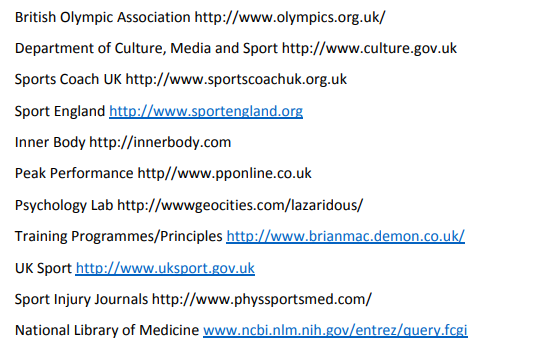 British Olympic Association http://www.olympics.org.uk/
Department of Culture, Media and Sport http://www.culture.gov.uk
Sports Coach UK http://www.sportscoachuk.org.uk
Sport England http://www.sportengland.org
Inner Body http://innerbody.com
Peak Performance http//www.pponline.co.uk
Psychology Lab http://wwwgeocities.com/lazaridous/
Training Programmes/Principles http://www.brianmac.demon.co.uk/
UK Sport http://www.uksport.gov.uk
Sport Injury Journals http://www.physsportsmed.com/
National Library of Medicine www.ncbi.nlm.nih.gov/entrez/query.fcgi